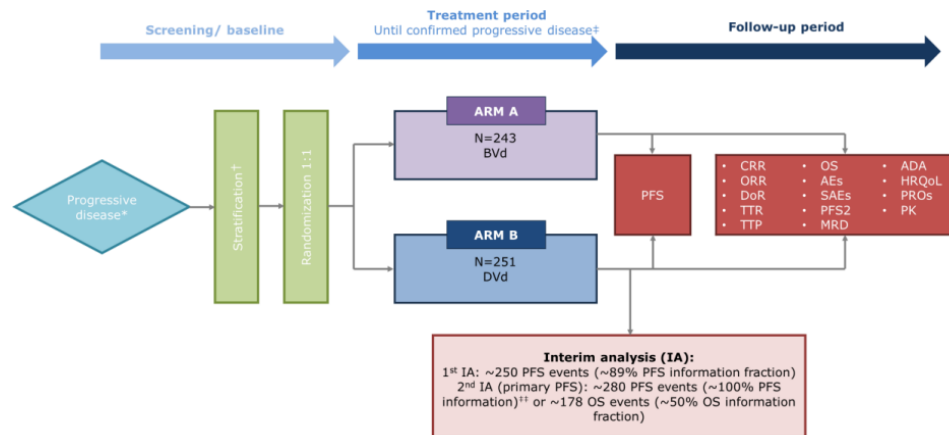 Screening/ baseline
Treatment period
Until confirmed progressive disease‡
Follow-up period
Progressive
disease*
Stratification†
Randomization 1:1
ARM A
N=243
BVd
ARM B
N=251
DVd
PFS
• CRR
• ORR
• DoR
• TTR
• TTP
• OS
• AEs
• SAEs
• PFS2
• MRD
• ADA
• HRQoL
• PROs
• PK
Interim analysis (IA):
1st IA: ~250 PFS events (~89% PFS information fraction)
2nd IA (primary PFS): ~280 PFS events (~100% PFS
information)‡‡ or ~178 OS events (~50% OS information
fraction)